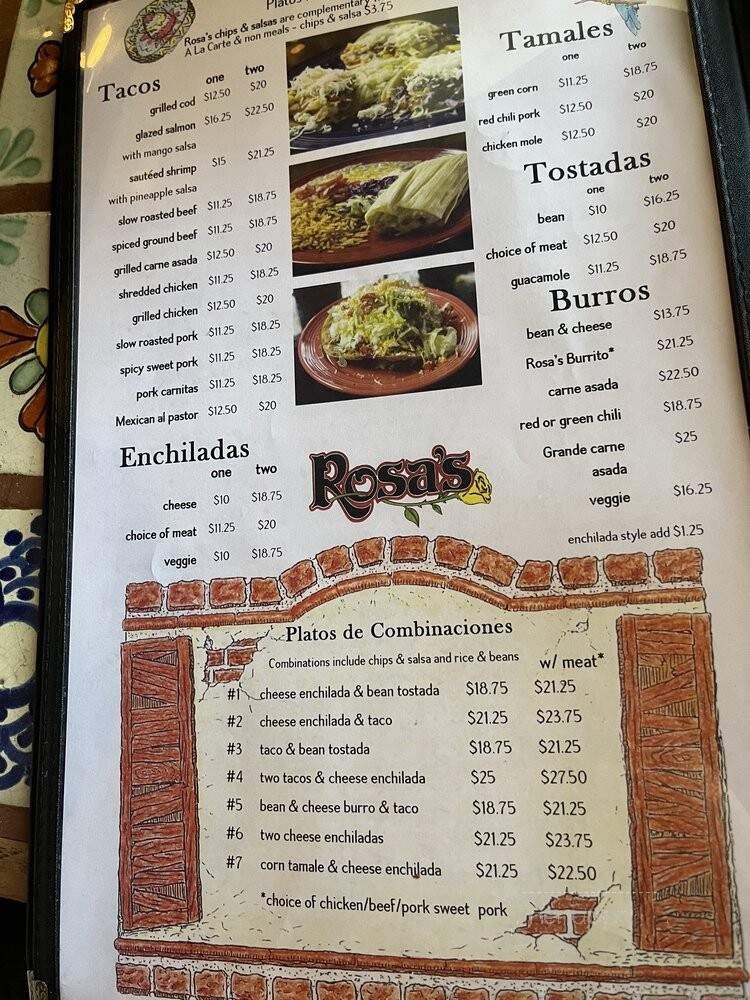 Platos
Rosa's chips & salsas are complementary
A La Carte & non meals - chips & salsa $3.75
Tacos
one two
grilled cod $12.50 $20
glazed salmon $16.25 $22.50
with mango salsa
sautéed shrimp $15 $21.25
with pineapple salsa
slow roasted beef $11.25 $18.75
spiced ground beef $11.25 $18.75
grilled carne asada $12.50 $20
shredded chicken $11.25 $18.25
grilled chicken $12.50 $20
slow roasted pork $11.25 $18.25
spicy sweet pork $11.25 $18.25
pork carnitas $11.25 $18.25
Mexican al pastor $12.50 $20
Enchiladas
one two
cheese $10 $18.75
choice of meat $11.25 $20
veggie $10 $18.75
Tamales
one two
green corn $11.25 $18.75
red chili pork $12.50 $20
chicken mole $12.50 $20
Tostadas
one two
bean $10 $16.25
choice of meat $12.50 $20
guacamole $11.25 $18.75
Burros
bean & cheese $13.75
Rosa's Burrito* $21.25
carne asada $22.50
red or green chili $18.75
Grande carne $25
asada
veggie $16.25
enchilada style add $1.25
Rosa's
Platos de Combinaciones
Combinations include chips & salsa and rice & beans w/ meat*
#1 cheese enchilada & bean tostada $18.75 $21.25
#2 cheese enchilada & taco $21.25 $23.75
#3 taco & bean tostada $18.75 $21.25
#4 two tacos & cheese enchilada $25 $27.50
#5 bean & cheese burro & taco $18.75 $21.25
#6 two cheese enchiladas $21.25 $23.75
#7 corn tamale & cheese enchilada $21.25 $22.50
*choice of chicken/beef/pork sweet pork